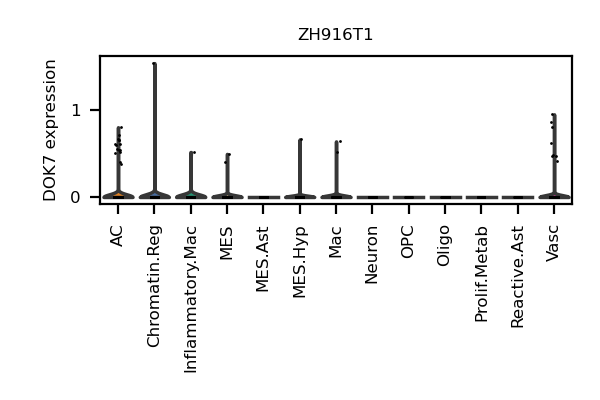 ZH916T1
DOK7 expression
1
0
AC
Chromatin.Reg
Inflammatory.Mac
MES
MES.Ast
MES.Hyp
Mac
Neuron
OPC
Oligo
Prolif.Metab
Reactive.Ast
Vasc